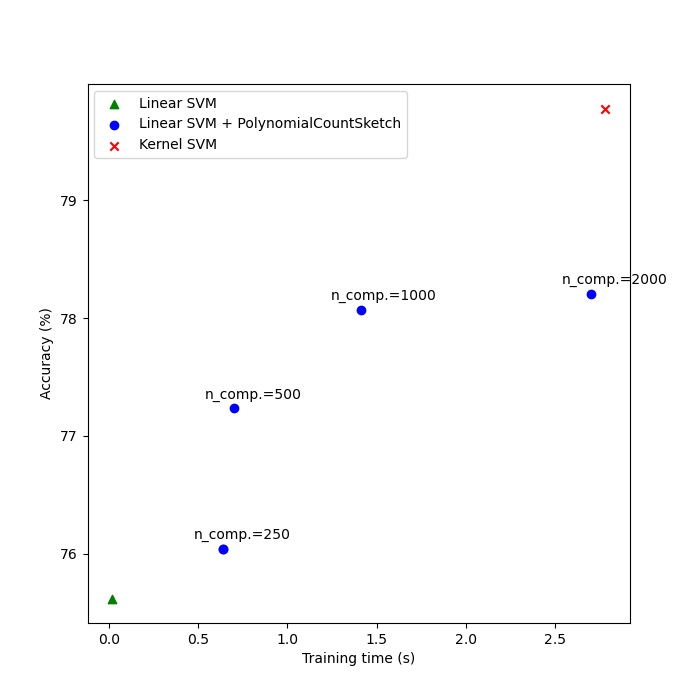 Linear SVM
Linear SVM + PolynomialCountSketch
Kernel SVM
79
78
77
76
Accuracy (%)
n_comp.=2000
n_comp.=1000
n_comp.=500
n_comp.=250
0.0 0.5 1.0 1.5 2.0 2.5
Training time (s)